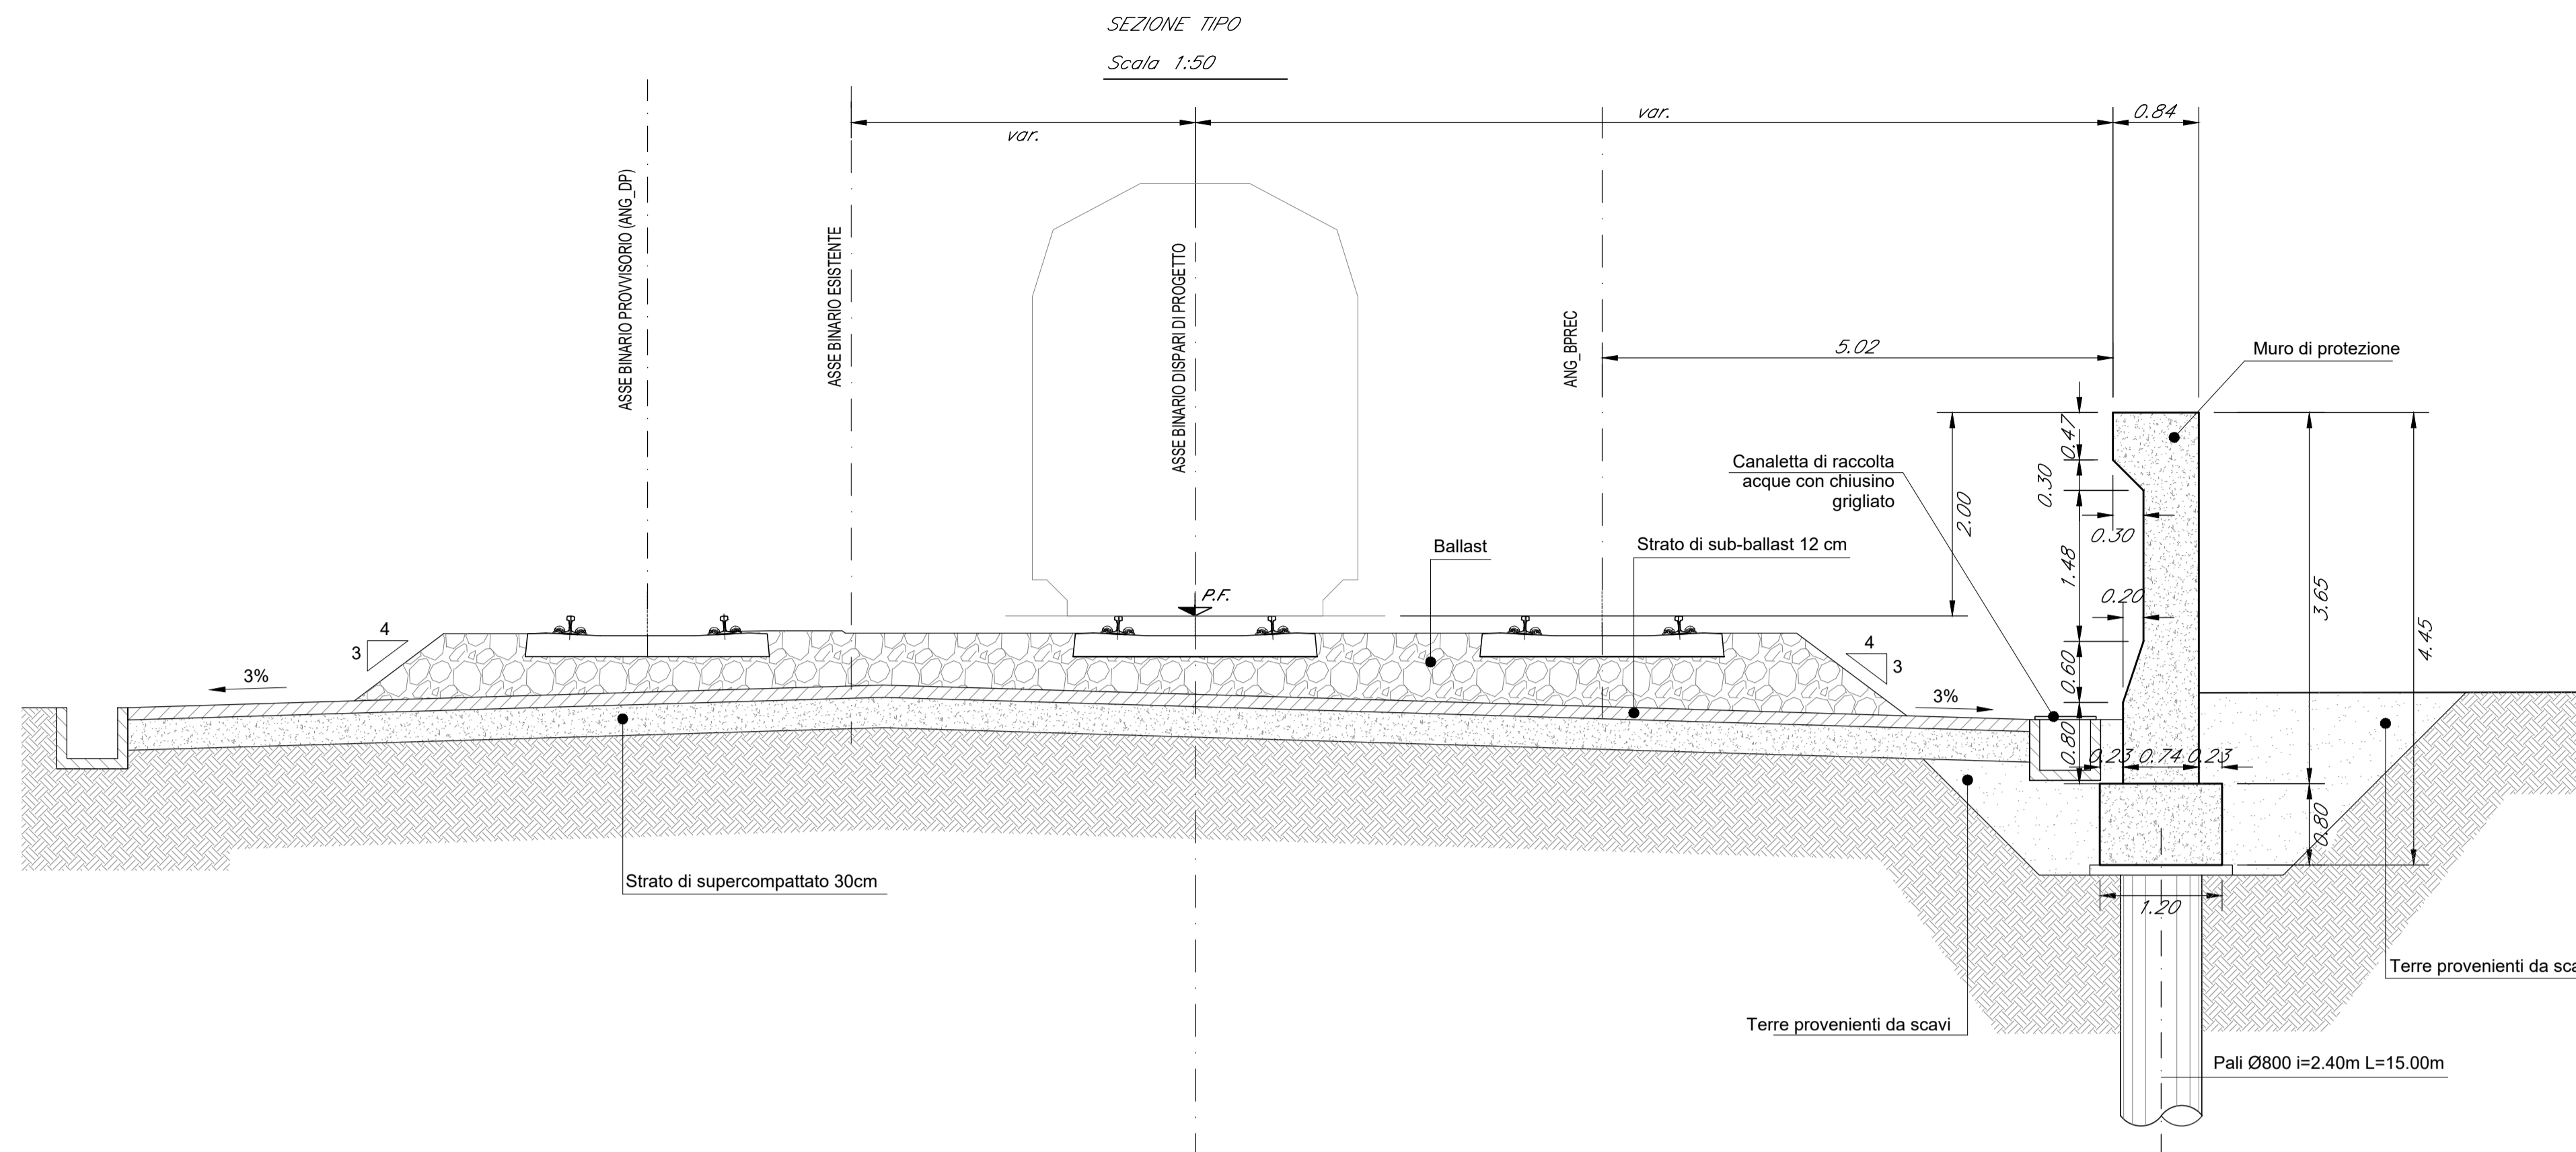 SEZIONE TIPO
Scala 1:50
var.
var.
0.84
ASSE BINARIO PROVVISORIO (ANG_DP)
ASSE BINARIO ESISTENTE
ASSE BINARIO DISPARI DI PROGETTO
ANG_BPREC
5.02
Muro di protezione
0.47
0.30
2.00
Canaletta di raccolta
acque con chiusino
grigliato
0.30
1.48
Ballast
Strato di sub-ballast 12 cm
0.20
3.65
4.45
P.F.
4
3
4
3
0.60
3%
3%
0.80
0.23 0.74 0.23
0.80
Strato di supercompattato 30cm
1.20
Terre provenienti da sca
Terre provenienti da scavi
Pali Ø800 i=2.40m L=15.00m